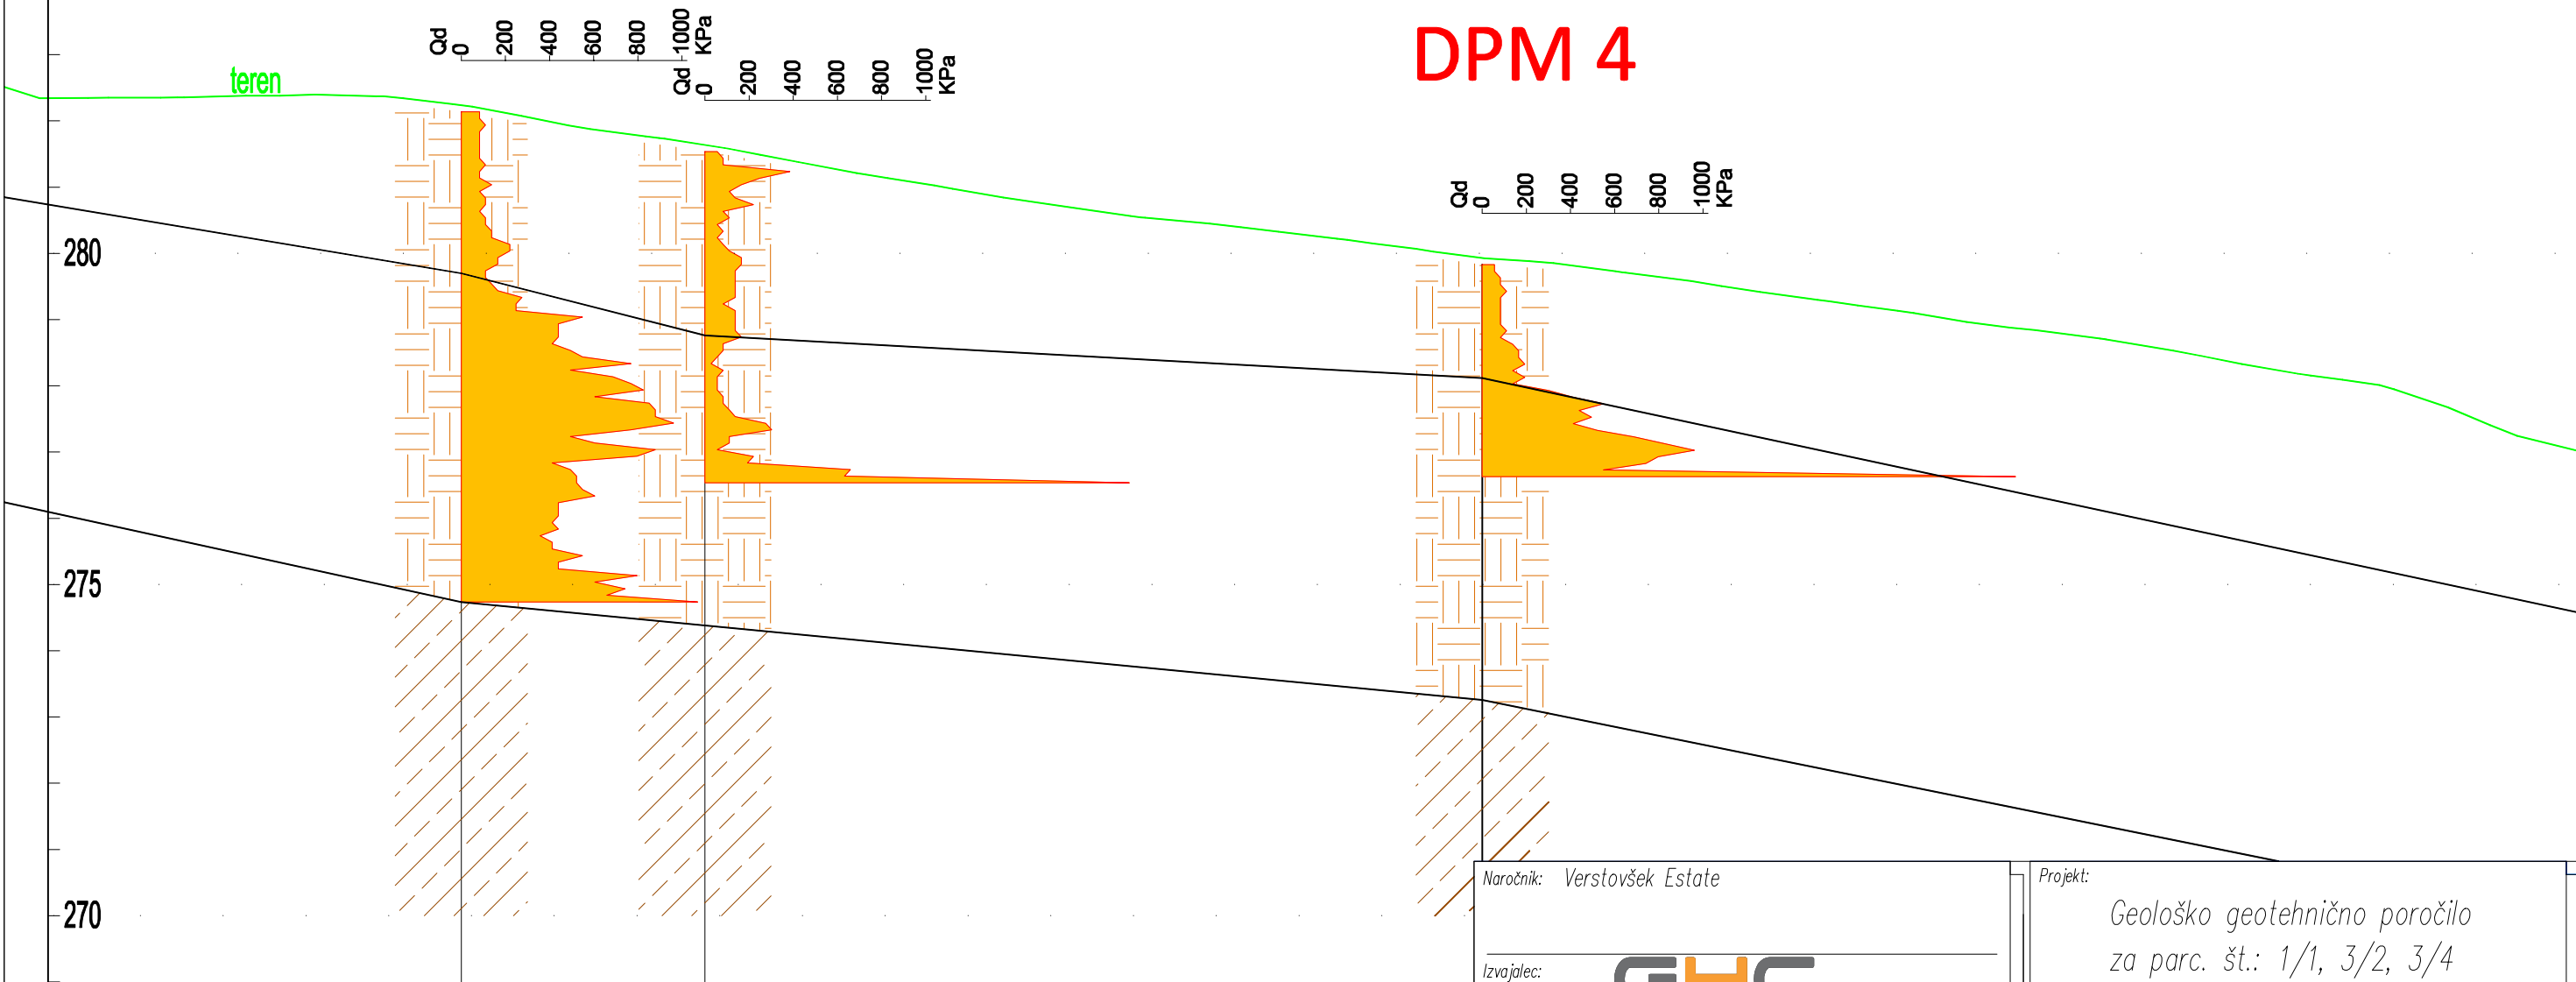 DPM 4
teren
Qd 0 200 400 600 800 1000 KPa
Qd 0 200 400 600 800 1000 KPa
Qd 0 200 400 600 800 1000 KPa
280
275
270
Naročnik: Verstovšek Estate
Izvajalec:
Projekt:
Geološko geotehnično poročilo
za parc. št.: 1/1, 3/2, 3/4